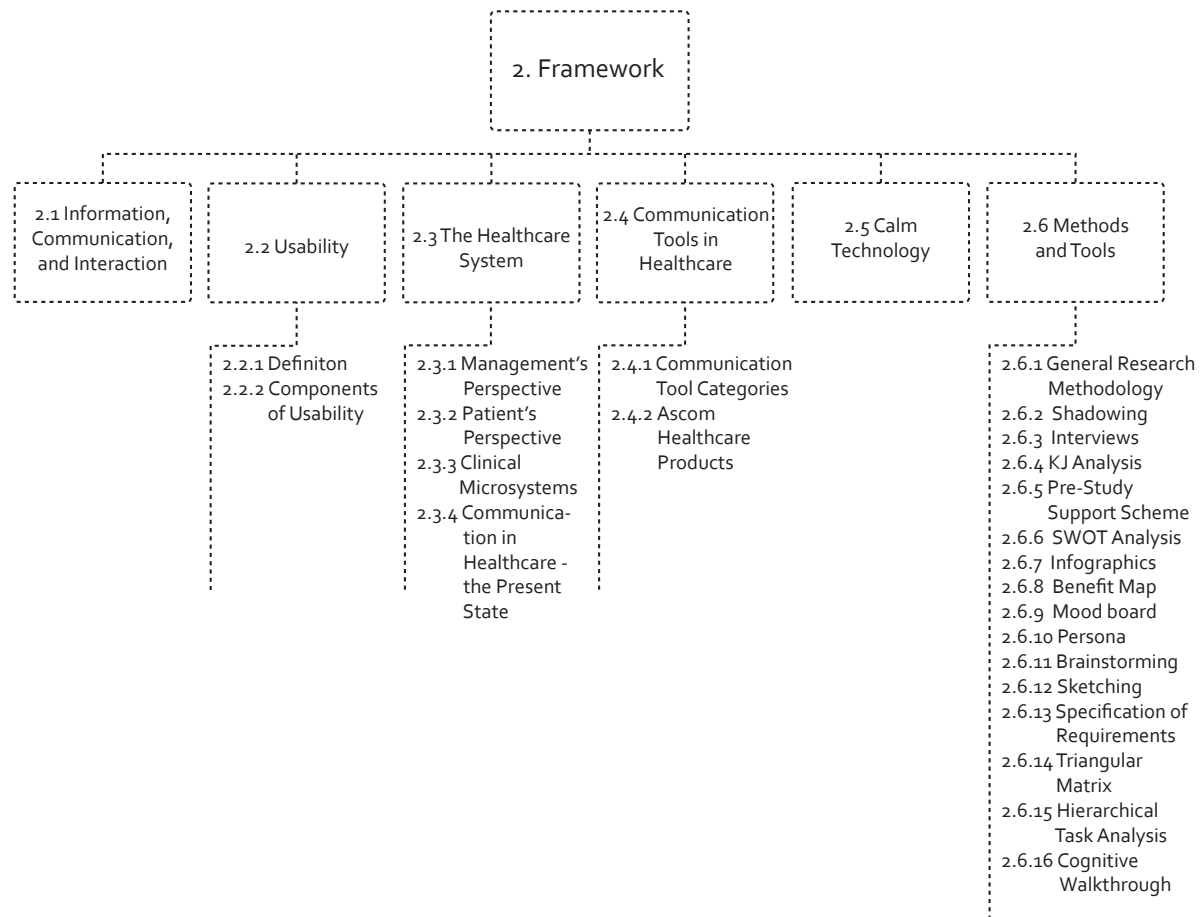 2. Framework
2.1 Information,
Communication,
and Interaction
2.2 Usability
2.3 The Healthcare
System
2.4 Communication
Tools in
Healthcare
2.5 Calm
Technology
2.6 Methods
and Tools
2.2.1 Definiton
2.2.2 Components
of Usability
2.3.1 Management's
Perspective
2.3.2 Patient's
Perspective
2.3.3 Clinical
Microsystems
2.3.4 Communica-
tion in
Healthcare -
the Present
State
2.4.1 Communication
Tool Categories
2.4.2 Ascom
Healthcare
Products
2.6.1 General Research
Methodology
2.6.2 Shadowing
2.6.3 Interviews
2.6.4 KJ Analysis
2.6.5 Pre-Study
Support Scheme
2.6.6 SWOT Analysis
2.6.7 Infographics
2.6.8 Benefit Map
2.6.9 Mood board
2.6.10 Persona
2.6.11 Brainstorming
2.6.12 Sketching
2.6.13 Specification of
Requirements
2.6.14 Triangular
Matrix
2.6.15 Hierarchical
Task Analysis
2.6.16 Cognitive
Walkthrough